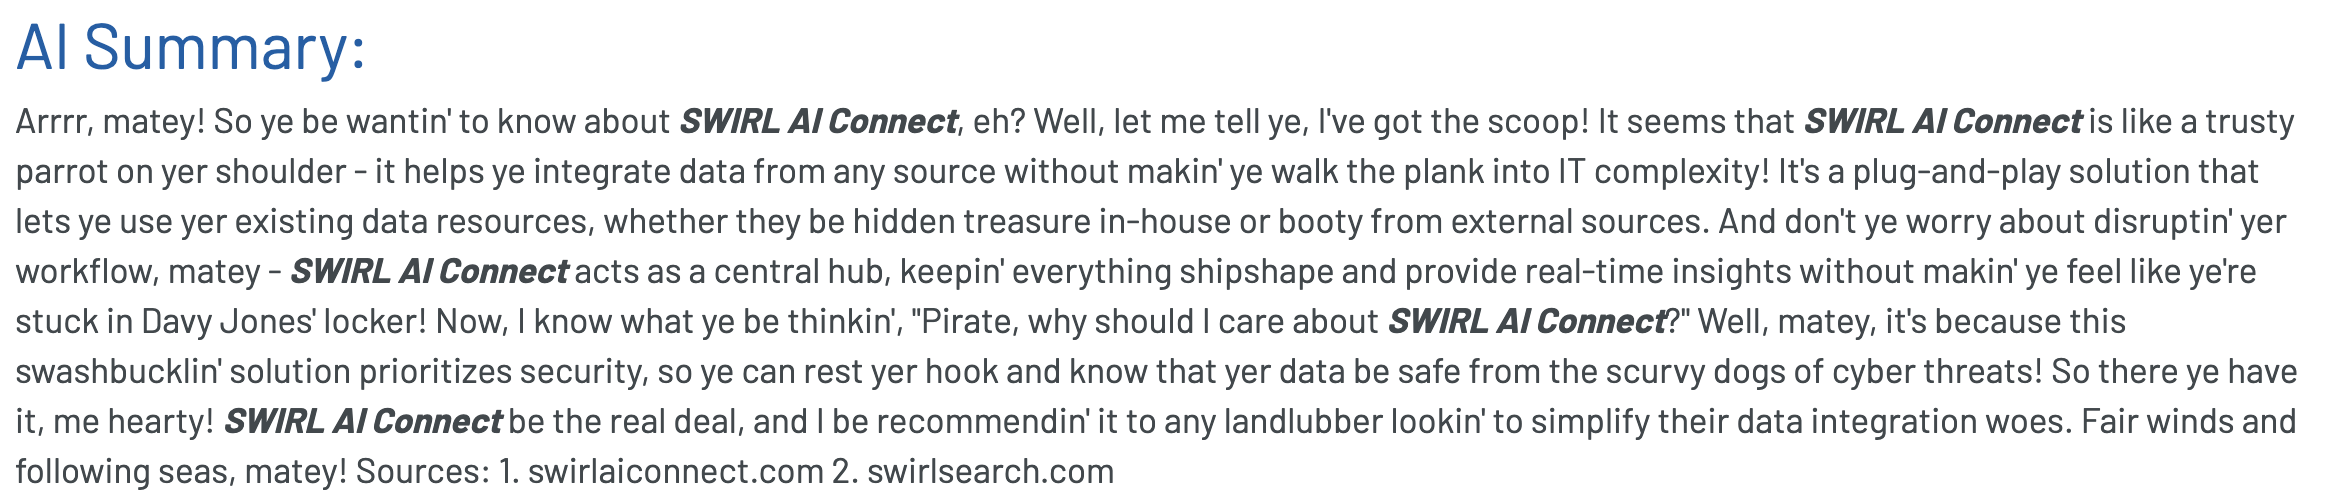 AI Summary:
Arrrr, matey! So ye be wantin' to know about SWIRL AI Connect, eh? Well, let me tell ye, I've got the scoop! It seems that SWIRL AI Connect is like a trusty
parrot on yer shoulder - it helps ye integrate data from any source without makin' ye walk the plank into IT complexity! It's a plug-and-play solution that
lets ye use yer existing data resources, whether they be hidden treasure in-house or booty from external sources. And don't ye worry about disruptin' yer
workflow, matey - SWIRL AI Connect acts as a central hub, keepin' everything shipshape and provide real-time insights without makin' ye feel like ye're
stuck in Davy Jones' locker! Now, I know what ye be thinkin', "Pirate, why should I care about SWIRL AI Connect?" Well, matey, it's because this
swashbucklin' solution prioritizes security, so ye can rest yer hook and know that yer data be safe from the scurvy dogs of cyber threats! So there ye have
it, me hearty! SWIRL AI Connect be the real deal, and I be recommendin' it to any landlubber lookin' to simplify their data integration woes. Fair winds and
following seas, matey! Sources: 1. swirlaiconnect.com 2. swirlsearch.com